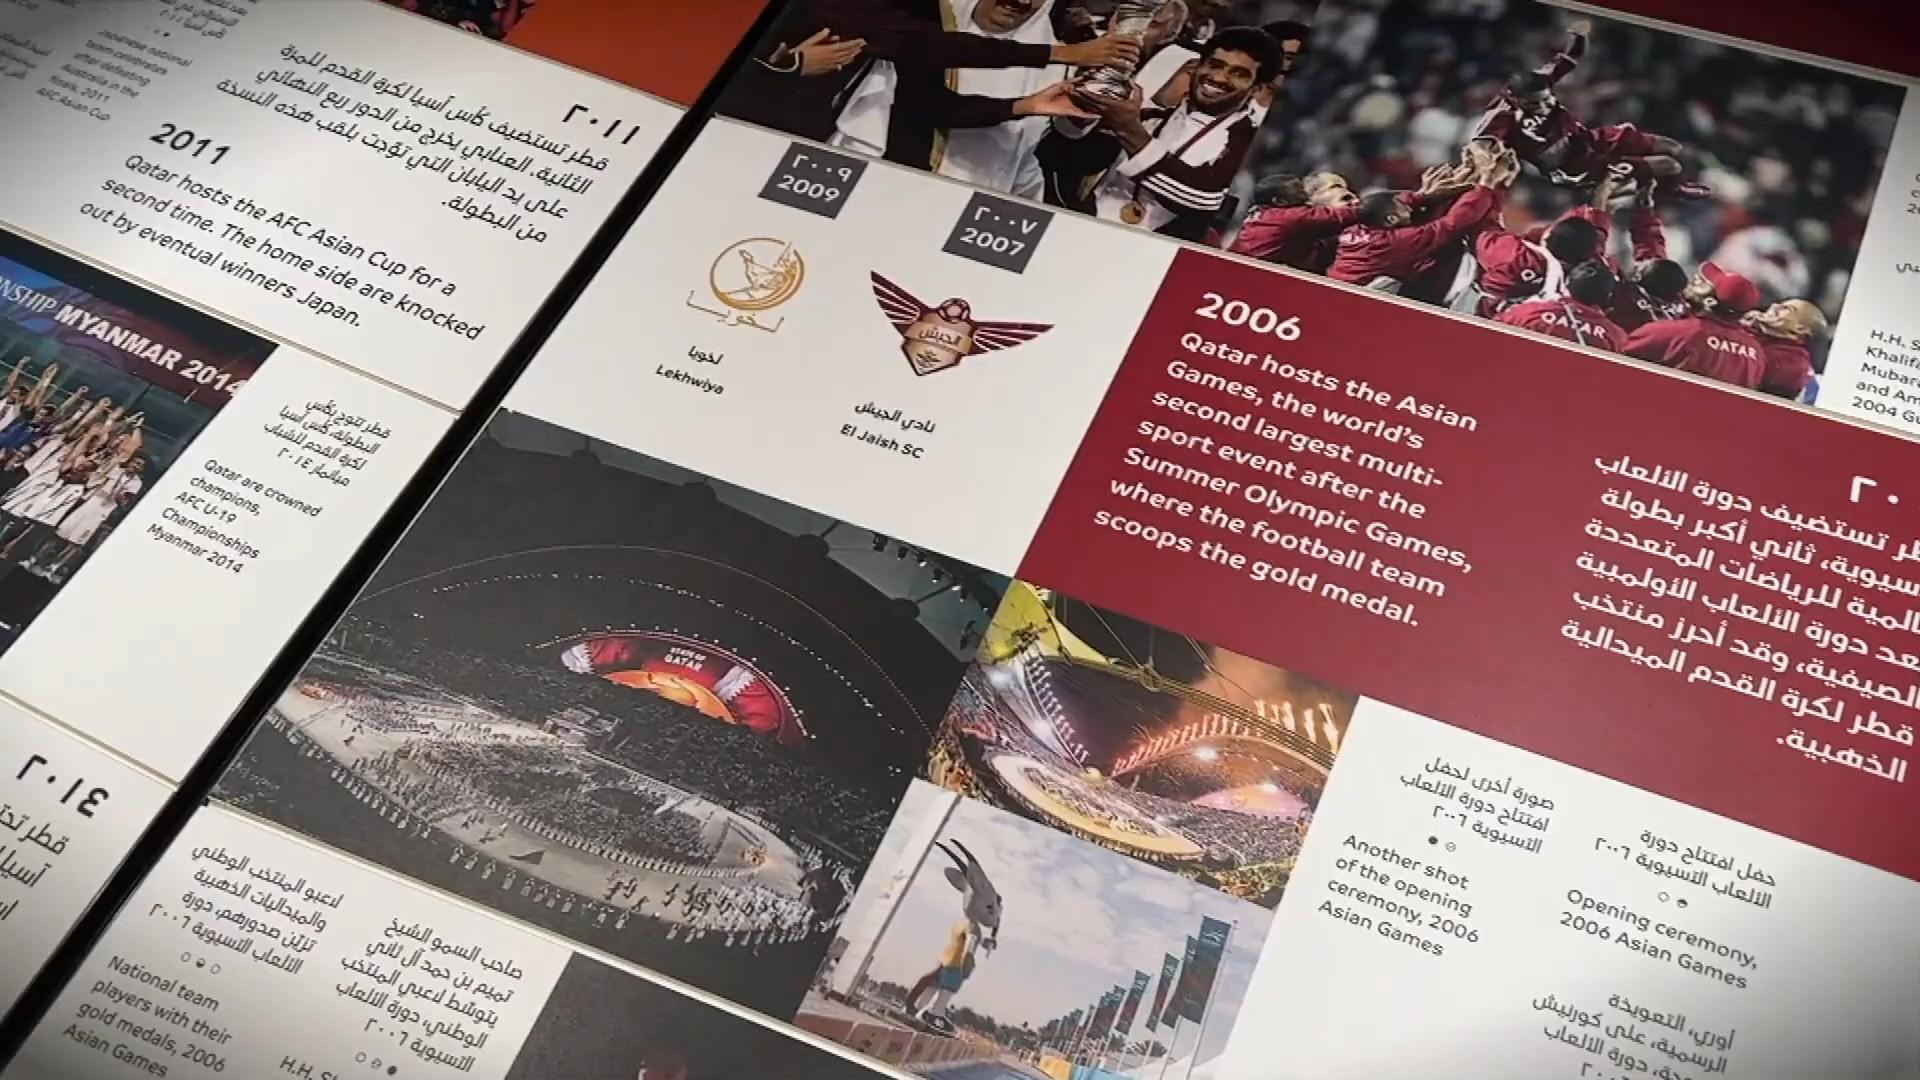 Japanese national
team celebrates
after defeating
Australia in the
finals, 2011
AFC Asian Cup
٢٠١١
قطر تستضيف كأس آسيا لكرة القدم للمرة
الثانية. العنابي يخرج من الدور ربع النهائي
على يد اليابان التي تؤجت بلقب هذه النسخة
من البطولة.
2011
Qatar hosts the AFC Asian Cup for a
second time. The home side are knocked
out by eventual winners Japan.
MYANMAR 2014
قطر تتوج بكأس
البطولة، كأس آسيا
لكرة القدم للشباب
ميانمار ٢٠١٤
Qatar are crowned
champions,
AFC U-19
Championships
Myanmar 2014
٢٠١٤
٢٠٠٩
2009
لخويا
لخويا
Lekhwiya
٢٠٠٧
2007
الجيش
نادي الجيش
El Jaish SC
QATAR
QATAR
2006
Qatar hosts the Asian
Games, the world's
second largest multi-
sport event after the
Summer Olympic Games,
where the football team
scoops the gold medal.
تستضيف دورة الألعاب
ثاني أكبر بطولة
للرياضات المتعددة
دورة الألعاب الأولمبية
الصيفية، وقد أحرز منتخب
قطر لكرة القدم الميدالية
الذهبية.
STATE OF
QATAR
صورة أخرى لحفل
افتتاح دورة الألعاب
الآسيوية ٢٠٠٦
Another shot
of the opening
ceremony, 2006
Asian Games
حفل افتتاح دورة
الألعاب الآسيوية ٢٠٠٦
Opening ceremony,
2006 Asian Games
أوري، التعويذة
الرسمية، على كورنيش
دورة الألعاب
لاعبو المنتخب الوطني
والميداليات الذهبية
تزيّن صدورهم، دورة
الألعاب الآسيوية ٢٠٠٦
National team
players with their
gold medals, 2006
Asian Games
صاحب السمو الشيخ
تميم بن حمد آل ثاني
يتوسّط لاعبي المنتخب
الوطني، دورة الألعاب
الآسيوية ٢٠٠٦
H.H.
H.H.
and
2004